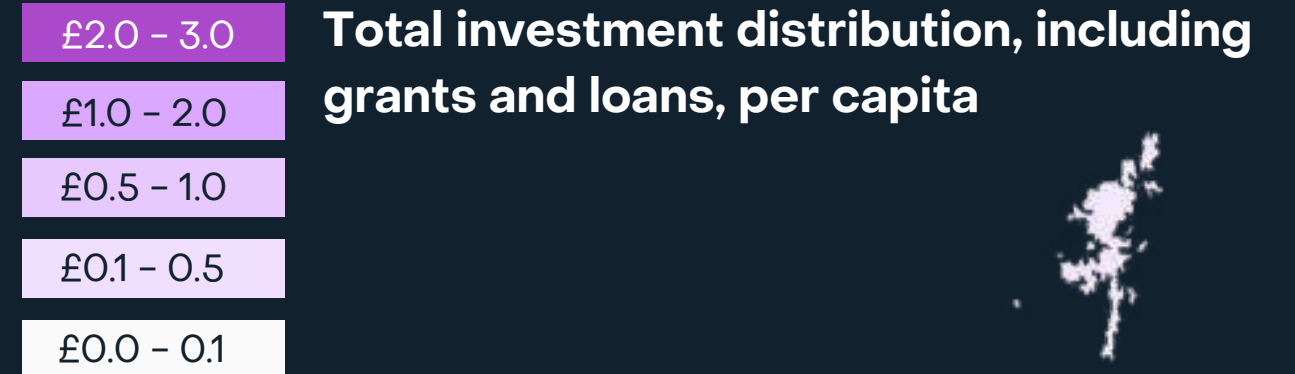 £2.0 – 3.0
Total investment distribution, including
grants and loans, per capita
£1.0 – 2.0
£0.5 – 1.0
£0.1 – 0.5
£0.0 – 0.1